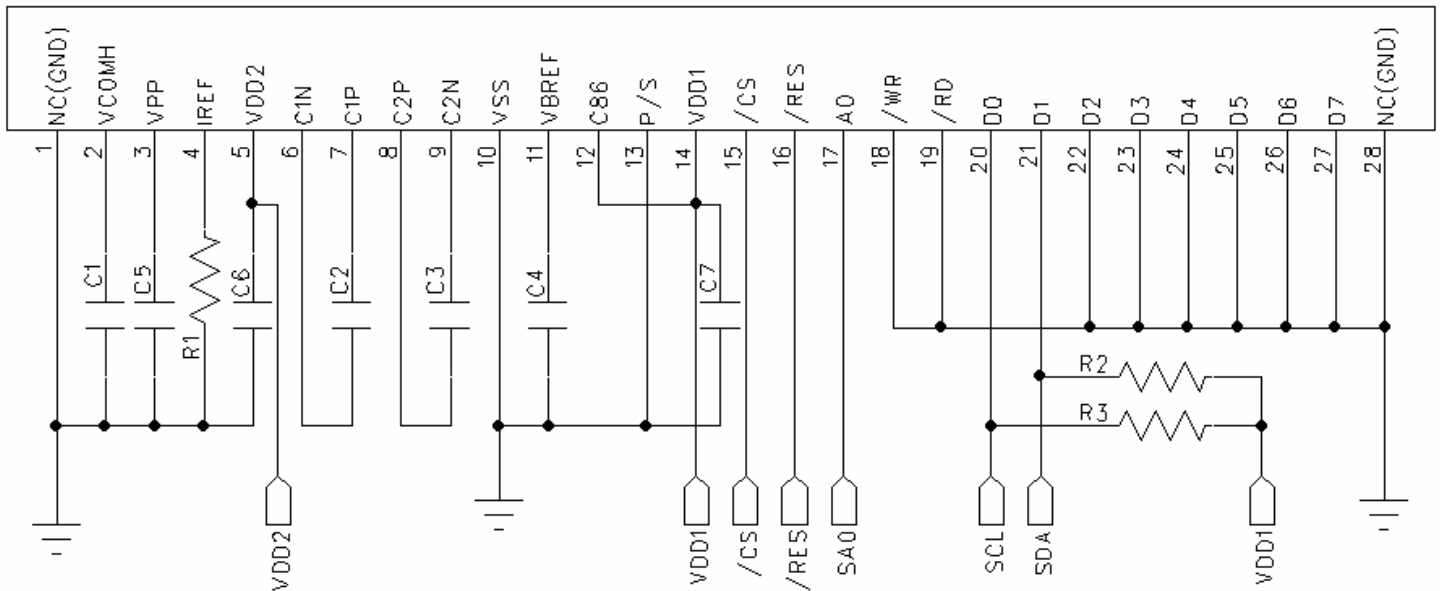 NC(GND)
VCOMH
VPP
IREF
VDD2
C1N
C1P
C2P
C2N
VSS
VBREF
C86
P/S
VDD1
/CS
/RES
A0
/WR
/RD
D0
D1
D2
D3
D4
D5
D6
D7
NC(GND)
1
2
3
4
5
6
7
8
9
10
11
12
13
14
15
16
17
18
19
20
21
22
23
24
25
26
27
28
C1
C5
R1
C6
C2
C3
C4
C7
R2
R3
VDD2
VDD1
/CS
/RES
SA0
SCL
SDA
VDD1